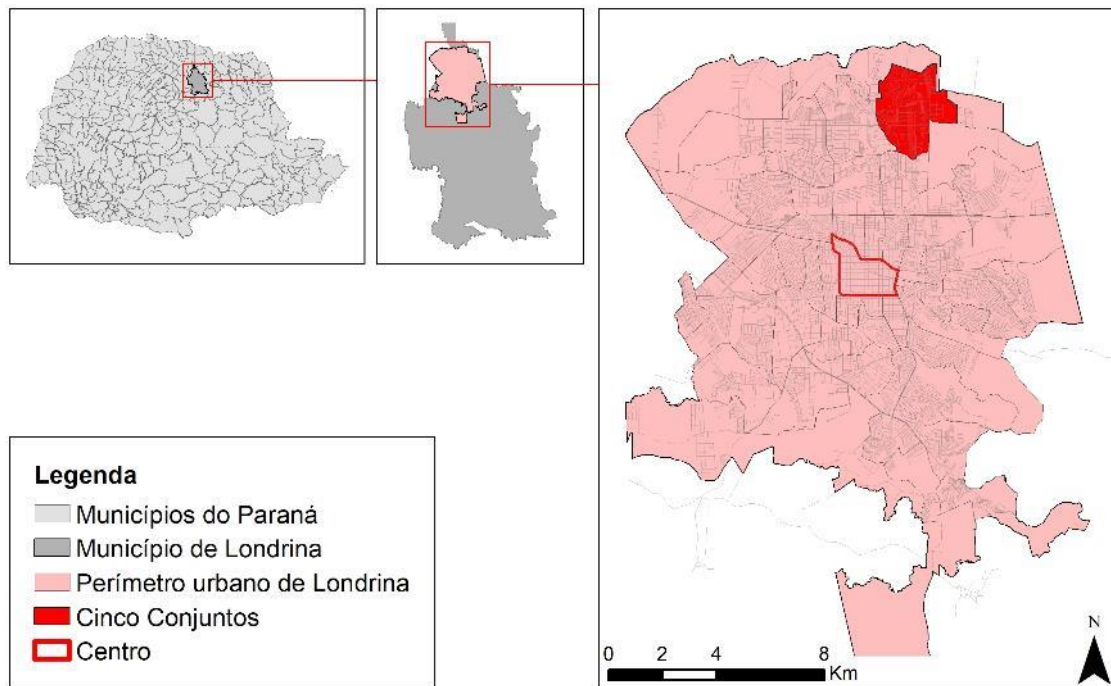 Legenda
Municípios do Paraná
Município de Londrina
Perímetro urbano de Londrina
Cinco Conjuntos
Centro
N
0 2 4 8
Km